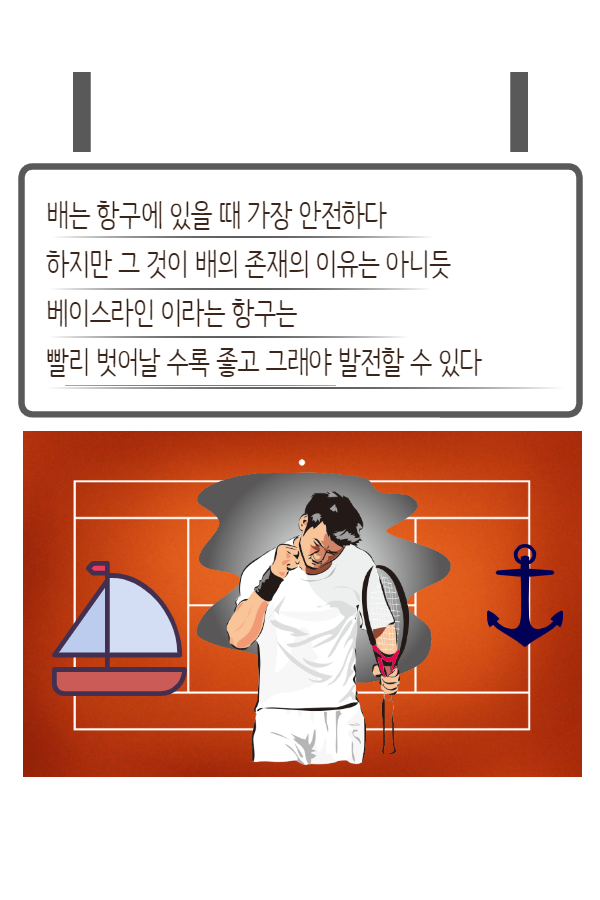 배는 항구에 있을 때 가장 안전하다
하지만 그 것이 배의 존재의 이유는 아니듯
베이스라인 이라는 항구는
빨리 벗어날 수록 좋고 그래야 발전할 수 있다